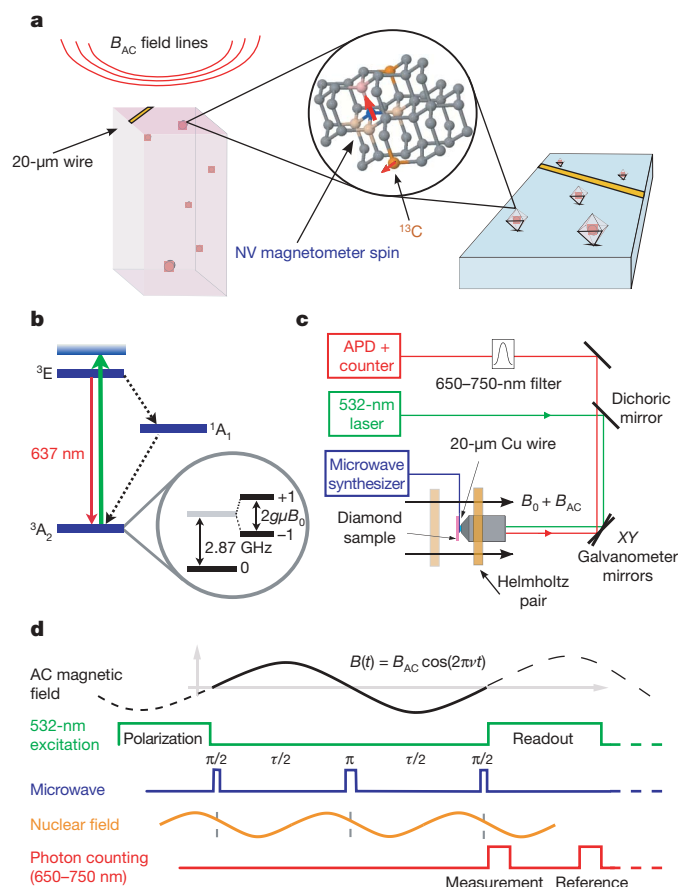 a
B_AC field lines
20-μm wire
13C
NV magnetometer spin
b
3E
1A1
637 nm
3A2
+1
2gμB0
−1
2.87 GHz
0
c
APD +
counter
650–750-nm filter
532-nm
laser
Dichoric
mirror
20-μm Cu wire
Microwave
synthesizer
B0 + BAC
Diamond
sample
XY
Galvanometer
mirrors
Helmholtz
pair
d
AC magnetic
field
B(t) = BAC cos(2πνt)
532-nm
excitation
Polarization
Readout
π/2
τ/2
π
τ/2
π/2
Microwave
Nuclear field
Photon counting
(650–750 nm)
Measurement
Reference